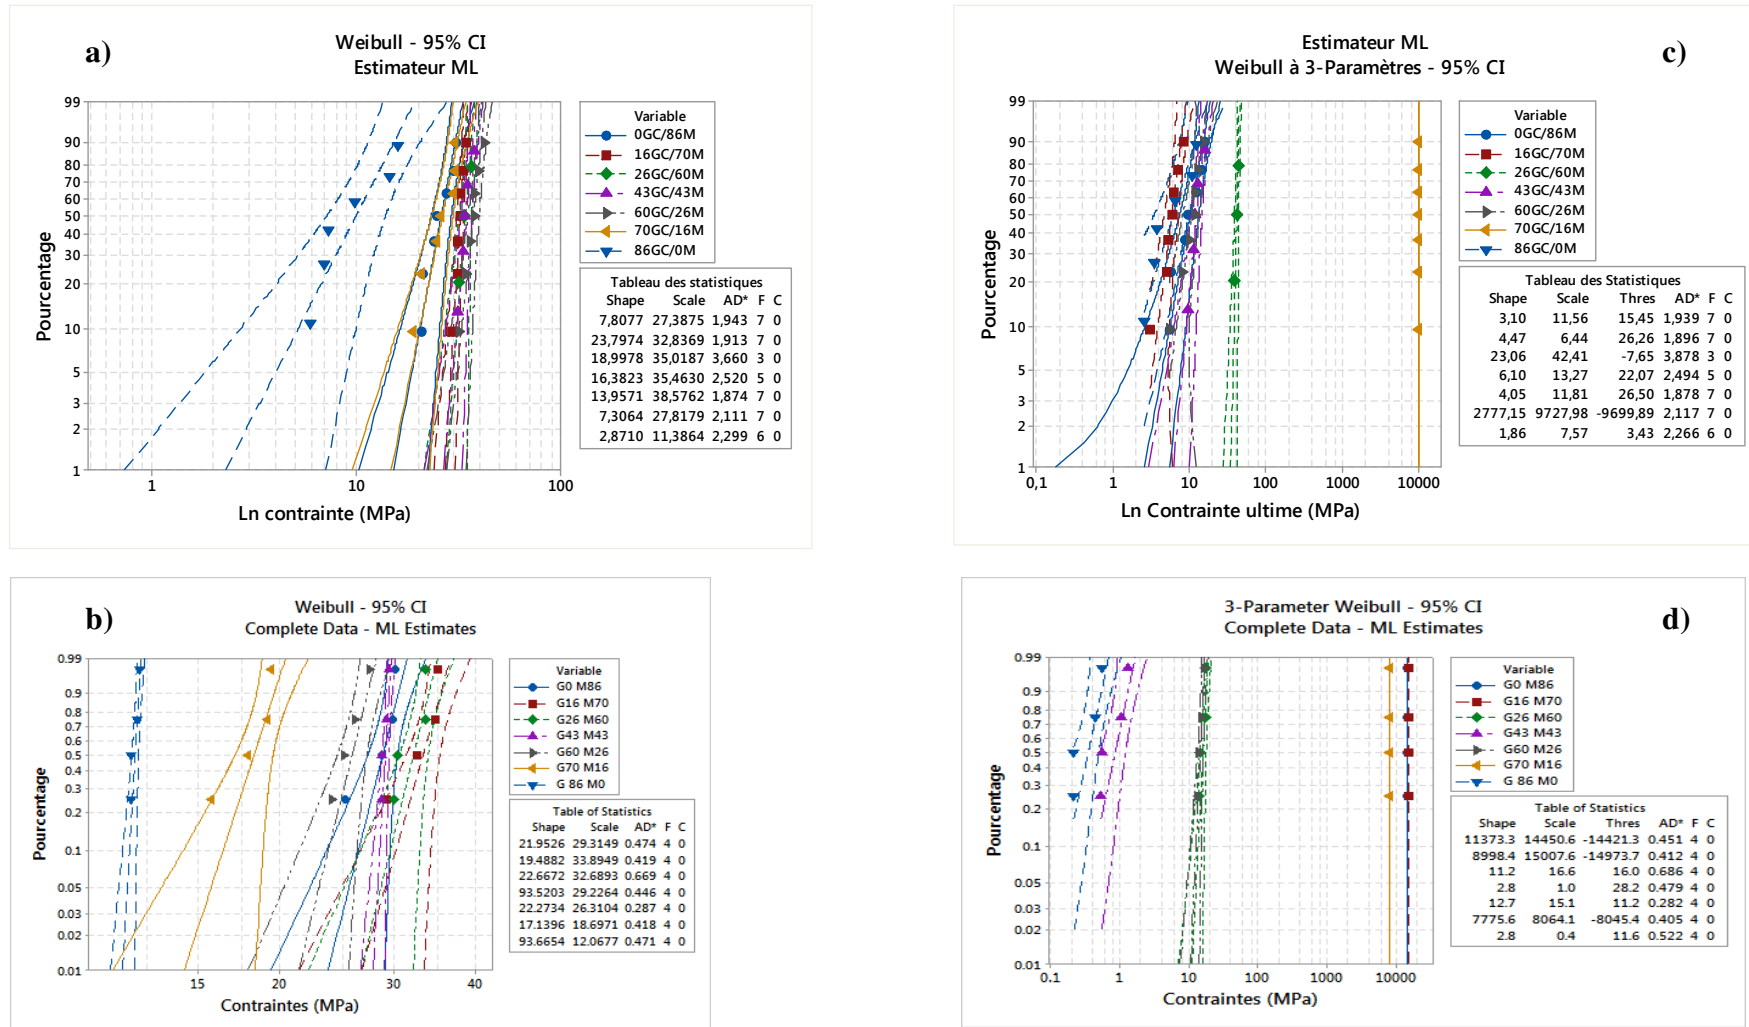 a)
Weibull - 95% CI
Estimateur ML
Pourcentage
99
90
80
70
60
50
40
30
20
10
5
3
2
1
1 10 100
Ln contrainte (MPa)
Variable
0GC/86M
16GC/70M
26GC/60M
43GC/43M
60GC/26M
70GC/16M
86GC/0M
Tableau des statistiques
Shape Scale AD* F C
7,8077 27,3875 1,943 7 0
23,7974 32,8369 1,913 7 0
18,9978 35,0187 3,660 3 0
16,3823 35,4630 2,520 5 0
13,9571 38,5762 1,874 7 0
7,3064 27,8179 2,111 7 0
2,8710 11,3864 2,299 6 0
c)
Estimateur ML
Weibull à 3-Paramètres - 95% CI
Pourcentage
99
90
80
70
60
50
40
30
20
10
5
3
2
1
0,1 1 10 100 1000 10000
Ln Contrainte ultime (MPa)
Variable
0GC/86M
16GC/70M
26GC/60M
43GC/43M
60GC/26M
70GC/16M
86GC/0M
Tableau des Statistiques
Shape Scale Thres AD* F C
3,10 11,56 15,45 1,939 7 0
4,47 6,44 26,26 1,896 7 0
23,06 42,41 -7,65 3,878 3 0
6,10 13,27 22,07 2,494 5 0
4,05 11,81 26,50 1,878 7 0
2777,15 9727,98 -9699,89 2,117 7 0
1,86 7,57 3,43 2,266 6 0
b)
Weibull - 95% CI
Complete Data - ML Estimates
Pourcentage
0.99
0.9
0.8
0.7
0.6
0.5
0.4
0.3
0.2
0.1
0.05
0.03
0.02
0.01
15 20 30 40
Contraintes (MPa)
Variable
G0 M86
G16 M70
G26 M60
G43 M43
G60 M26
G70 M16
G 86 M0
Table of Statistics
Shape Scale AD* F C
21.9526 29.3149 0.474 4 0
19.4882 33.8949 0.419 4 0
22.6672 32.6893 0.669 4 0
93.5203 29.2264 0.446 4 0
22.2734 26.3104 0.287 4 0
17.1396 18.6971 0.418 4 0
93.6654 12.0677 0.471 4 0
d)
3-Parameter Weibull - 95% CI
Complete Data - ML Estimates
Pourcentage
0.99
0.9
0.8
0.7
0.6
0.5
0.4
0.3
0.2
0.1
0.05
0.03
0.02
0.01
0.1 1 10 100 1000 10000
Contraintes (MPa)
Variable
G0 M86
G16 M70
G26 M60
G43 M43
G60 M26
G70 M16
G 86 M0
Table of Statistics
Shape Scale Thres AD* F C
11373.3 14450.6 -14421.3 0.451 4 0
8998.4 15007.6 -14973.7 0.412 4 0
11.2 16.6 16.0 0.686 4 0
2.8 1.0 28.2 0.479 4 0
12.7 15.1 11.2 0.282 4 0
7775.6 8064.1 -8045.4 0.405 4 0
2.8 0.4 11.6 0.522 4 0